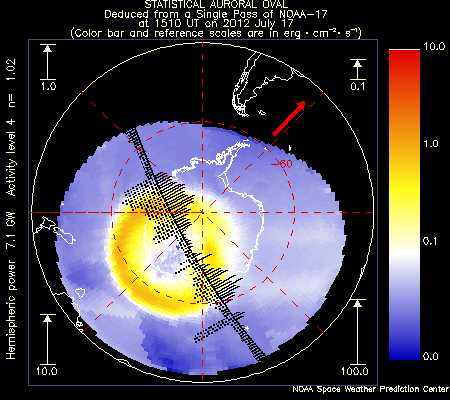 STATISTICAL AURORAL OVAL
Deduced from a Single Pass of NOAA-17
at 1510 UT on 2012 July 17
(Color bar and reference scales are in erg·cm⁻²·s⁻¹)
1.0
0.1
10.0
1.0
0.1
0.0
-60
10.0
100.0
Hemispheric power 7.1 GW Activity level 4 n= 1.02
NOAA Space Weather Prediction Center